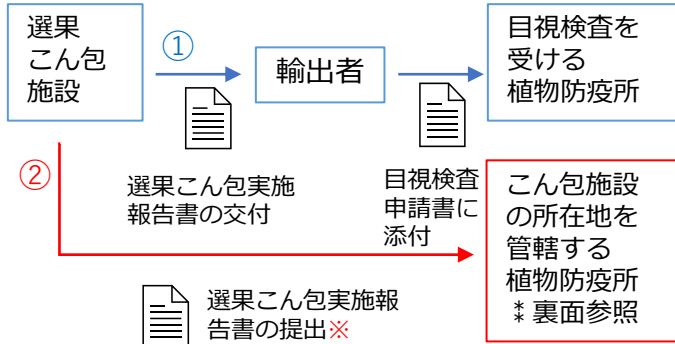 選果
こん包
施設
①
輸出者
目視検査を
受ける
植物防疫所
選果こん包実施
報告書の交付
目視検査
申請書に
添付
②
こん包施設
の所在地を
管轄する
植物防疫所
⁑裏面参照
選果こん包実施報
告書の提出※